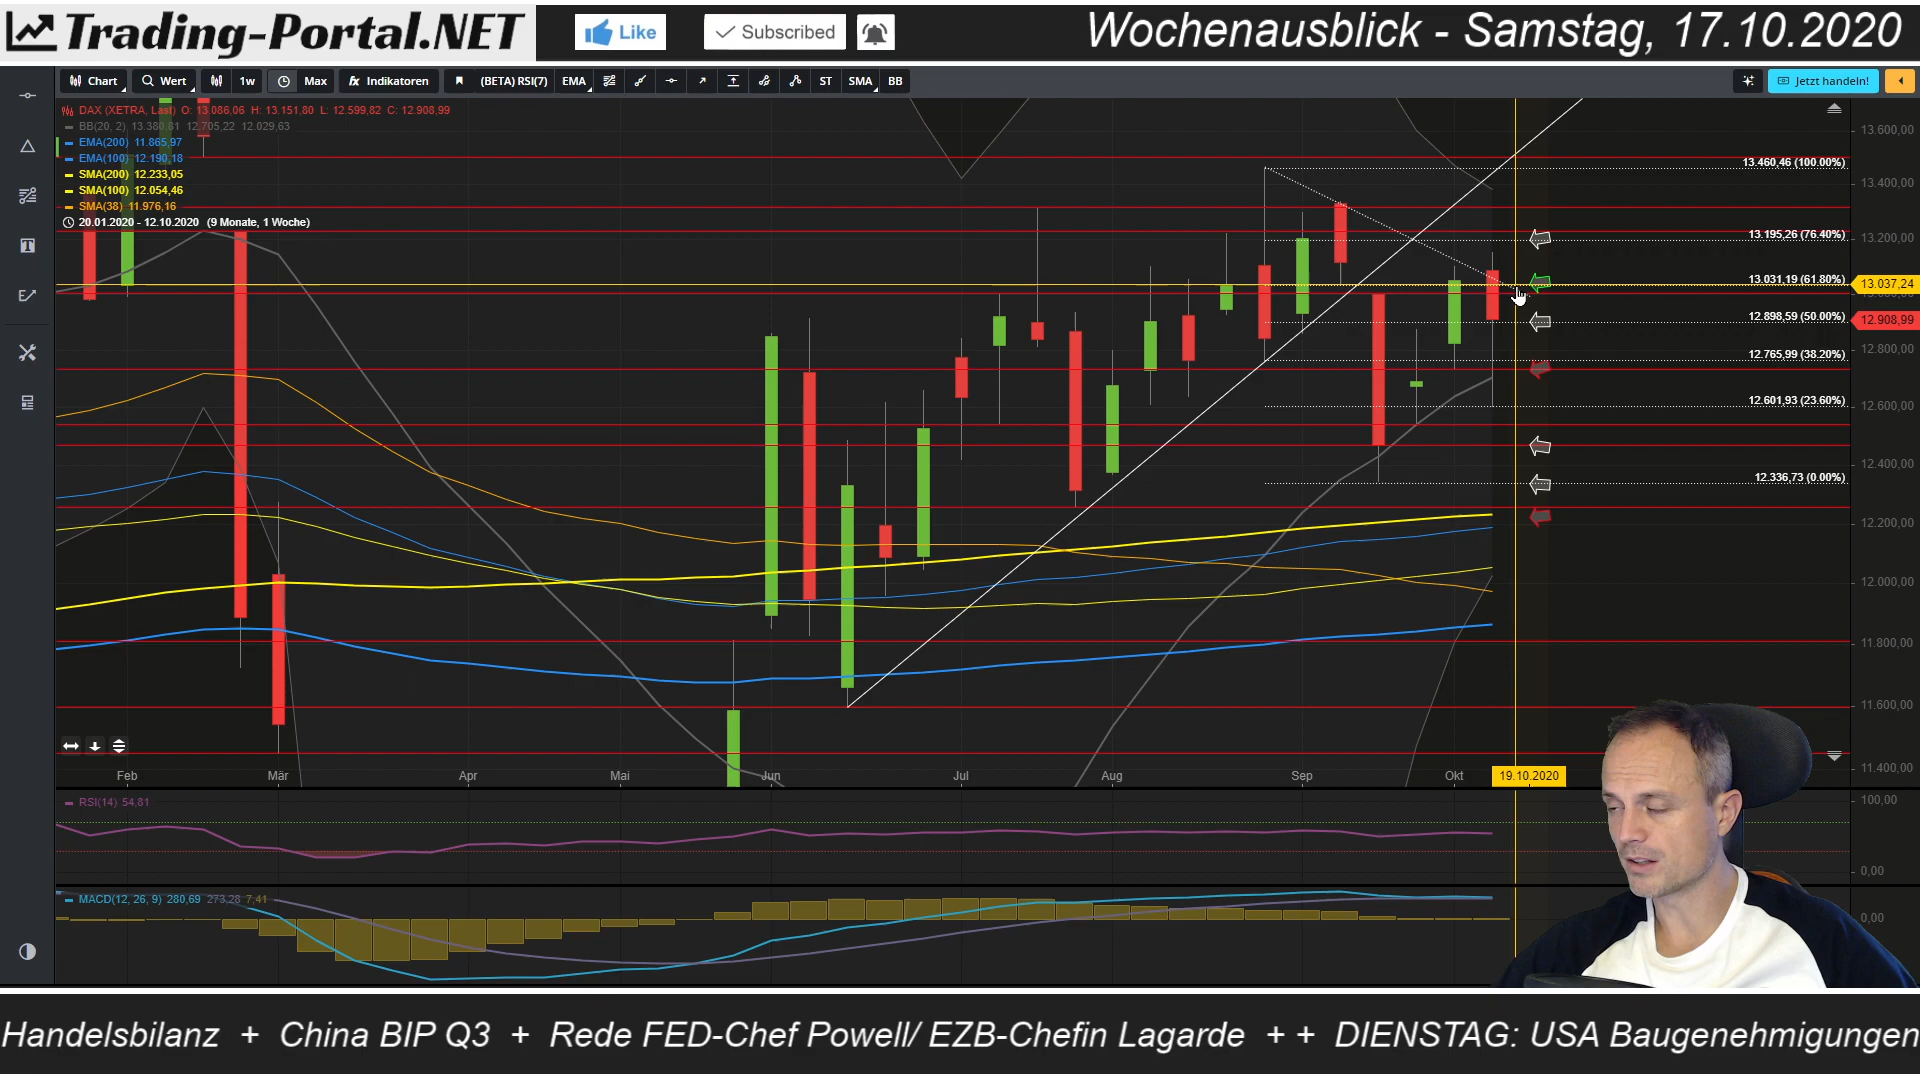 Trading-Portal.NET
Like
Subscribed
Wochenausblick - Samstag, 17.10.2020
Chart
Wert
1w
Max
fx Indikatoren
(BETA) RSI(7)
EMA
ST
SMA
BB
Jetzt handeln!
DAX (XETRA, Last) O: 13.086,06 H: 13.151,80 L: 12.599,82 C: 12.908,99
BB(20, 2) 13.380,81 12.705,22 12.029,63
EMA(200) 11.865,97
EMA(100) 12.190,18
SMA(200) 12.233,05
SMA(100) 12.054,46
SMA(38) 11.976,16
20.01.2020 - 12.10.2020 (9 Monate, 1 Woche)
13.460,46 (100.00%)
13.195,26 (76.40%)
13.031,19 (61.80%)
12.898,59 (50.00%)
12.765,99 (38.20%)
12.601,93 (23.60%)
12.336,73 (0.00%)
13.600,00
13.400,00
13.200,00
13.037,24
12.908,99
12.800,00
12.600,00
12.400,00
12.200,00
12.000,00
11.800,00
11.600,00
11.400,00
Feb
Mär
Apr
Mai
Jun
Jul
Aug
Sep
Okt
19.10.2020
RSI(14) 54,81
100,00
0,00
MACD(12, 26, 9) 280,69 273,28 7,41
0,00
Handelsbilanz + China BIP Q3 + Rede FED-Chef Powell/ EZB-Chefin Lagarde + + DIENSTAG: USA Baugenehmigungen